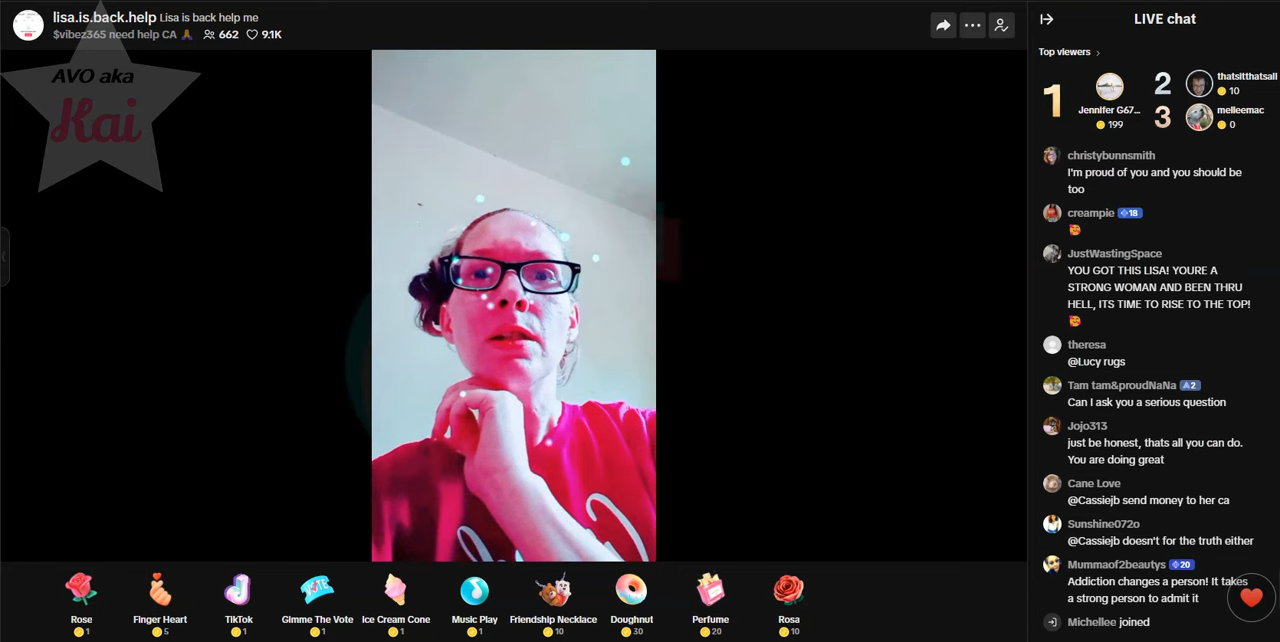 lisa.is.back.help Lisa is back help me
$vibez365 need help CA 🙏 662 9.1K
AVO aka
Kai
LIVE chat
Top viewers >
1
Jennifer G67...
199
2
thatsitthatsall
10
3
melleemac
0
christybunnsmith
I'm proud of you and you should be
too
creampie 18
🥰
JustWastingSpace
YOU GOT THIS LISA! YOURE A
STRONG WOMAN AND BEEN THRU
HELL, ITS TIME TO RISE TO THE TOP!
🥰
theresa
@Lucy rugs
Tam tam&proudNaNa 2
Can I ask you a serious question
Jojo313
just be honest, thats all you can do.
You are doing great
Cane Love
@Cassiejb send money to her ca
Sunshine072o
@Cassiejb doesn't for the truth either
Mummaof2beautys 20
Addiction changes a person! It takes
a strong person to admit it
Michellee joined
Rose Finger Heart TikTok GImme The Vote Ice Cream Cone Music Play Friendship Necklace Doughnut Perfume Rosa
1 5 1 1 1 1 10 30 20 10